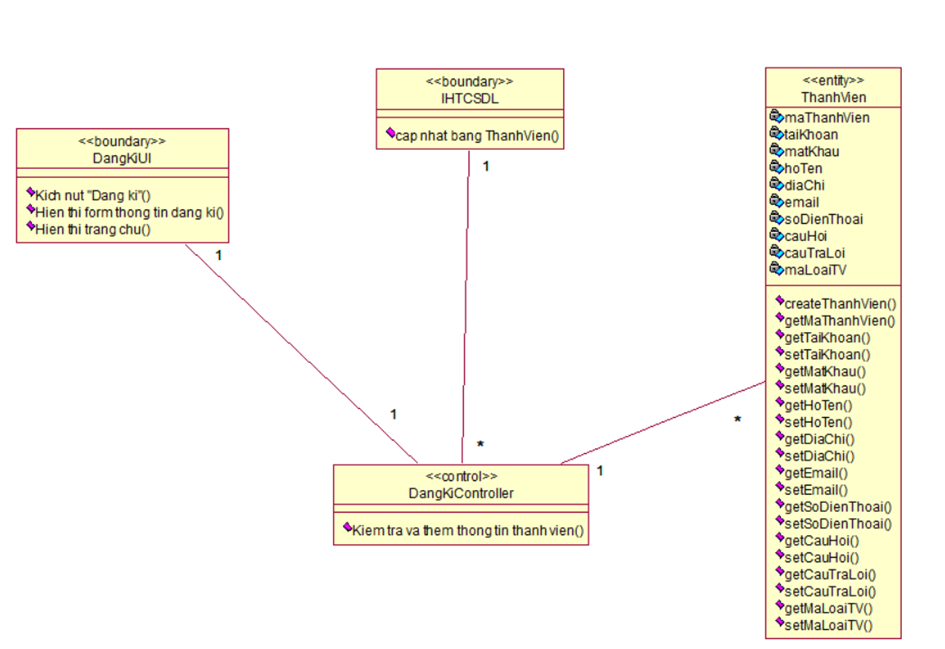 <<boundary>>
DangKiUI
Kich nut "Dang ki"()
Hien thi form thong tin dang ki()
Hien thi trang chu()
1
<<boundary>>
IHTCSDL
cap nhat bang ThanhVien()
1
<<entity>>
ThanhVien
maThanhVien
taiKhoan
matKhau
hoTen
diaChi
email
soDienThoai
cauHoi
cauTraLoi
maLoaiTV
createThanhVien()
getMaThanhVien()
getTaiKhoan()
setTaiKhoan()
getMatKhau()
setMatKhau()
getHoTen()
setHoTen()
getDiaChi()
setDiaChi()
getEmail()
setEmail()
getSoDienThoai()
setSoDienThoai()
getCauHoi()
setCauHoi()
getCauTraLoi()
setCauTraLoi()
getMaLoaiTV()
setMaLoaiTV()
1
*
*
1
<<control>>
DangKiController
Kiem tra va them thong tin thanh vien()